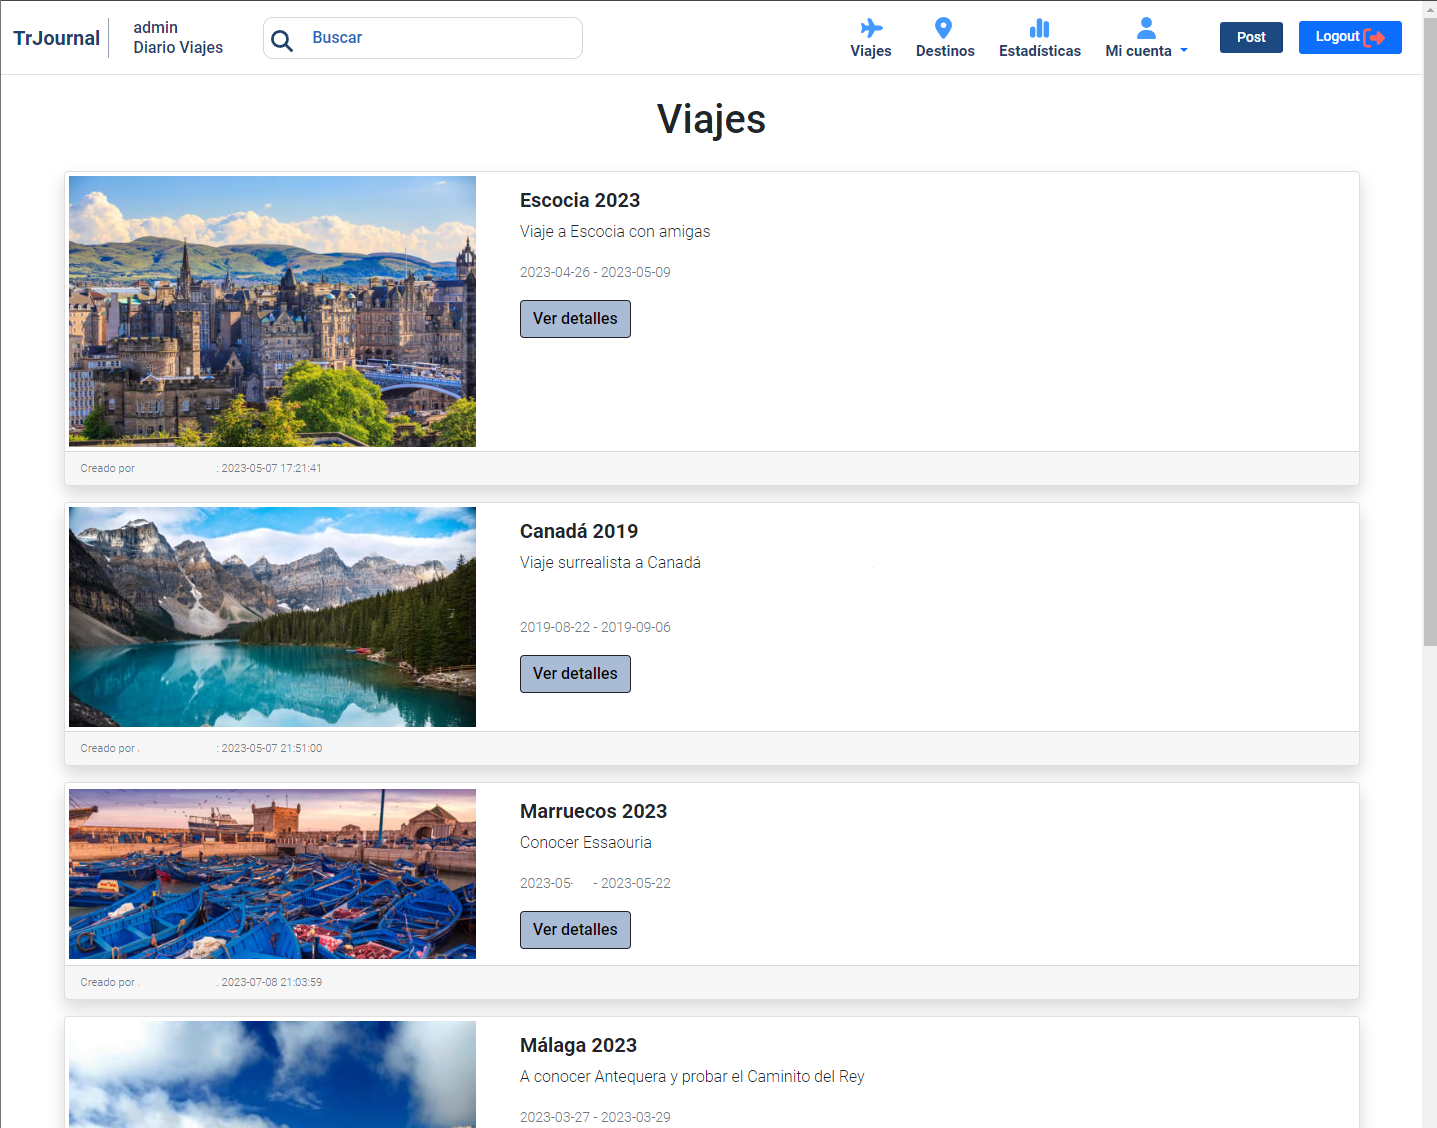 TrJournal
admin
Diario Viajes
Buscar
Viajes
Destinos
Estadísticas
Mi cuenta
Post
Logout
Viajes
Escocia 2023
Viaje a Escocia con amigas
2023-04-26 - 2023-05-09
Ver detalles
Creado por : 2023-05-07 17:21:41
Canadá 2019
Viaje surrealista a Canadá
2019-08-22 - 2019-09-06
Ver detalles
Creado por : 2023-05-07 21:51:00
Marruecos 2023
Conocer Essaouria
2023-05- - 2023-05-22
Ver detalles
Creado por : 2023-07-08 21:03:59
Málaga 2023
A conocer Antequera y probar el Caminito del Rey
2023-03-27 - 2023-03-29